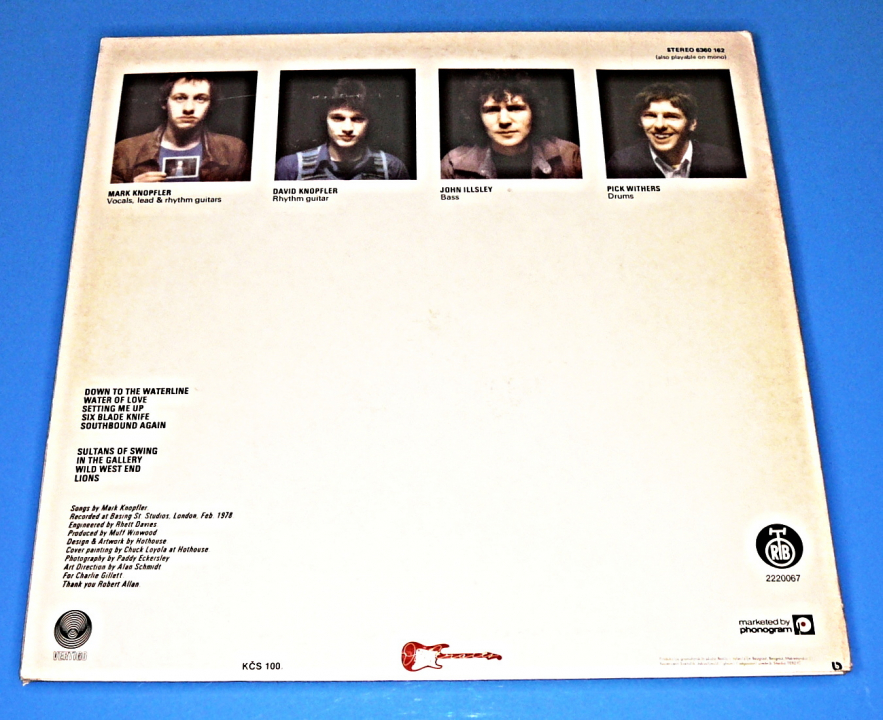 STEREO 6360 162
(also playable on mono)
MARK KNOPFLER
Vocals, lead & rhythm guitars
DAVID KNOPFLER
Rhythm guitar
JOHN ILLSLEY
Bass
PICK WITHERS
Drums
DOWN TO THE WATERLINE
WATER OF LOVE
SETTING ME UP
SIX BLADE KNIFE
SOUTHBOUND AGAIN
SULTANS OF SWING
IN THE GALLERY
WILD WEST END
LIONS
Songs by Mark Knopfler
Recorded at Basing St. Studios, London, Feb. 1978
Engineered by Rhett Davies
Produced by Muff Winwood
Design & Artwork by Hothouse
Cover painting by Chuck Loyola at Hothouse
Photography by Paddy Eckersley
Art Direction by Alan Schmidt
For Charlie Gillett
Thank you Robert Allan
RTB
2220067
marketed by
phonogram
VERTIGO
KČS 100.